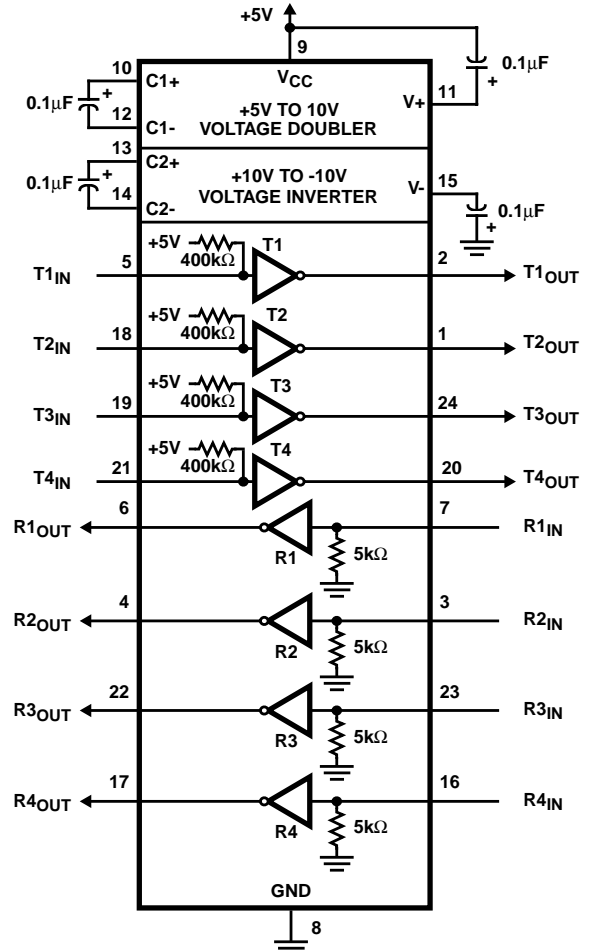 +5V
9
10
0.1µF
+
12
C1+
C1-
VCC
+5V TO 10V
VOLTAGE DOUBLER
V+
11
+
0.1µF
13
0.1µF
+
14
C2+
C2-
+10V TO -10V
VOLTAGE INVERTER
V-
15
0.1µF
+
T1IN
5
+5V
400kΩ
T1
2
T1OUT
T2IN
18
+5V
400kΩ
T2
1
T2OUT
T3IN
19
+5V
400kΩ
T3
24
T3OUT
T4IN
21
+5V
400kΩ
T4
20
T4OUT
R1OUT
6
R1
5kΩ
7
R1IN
R2OUT
4
R2
5kΩ
3
R2IN
R3OUT
22
R3
5kΩ
23
R3IN
R4OUT
17
R4
5kΩ
16
R4IN
GND
8